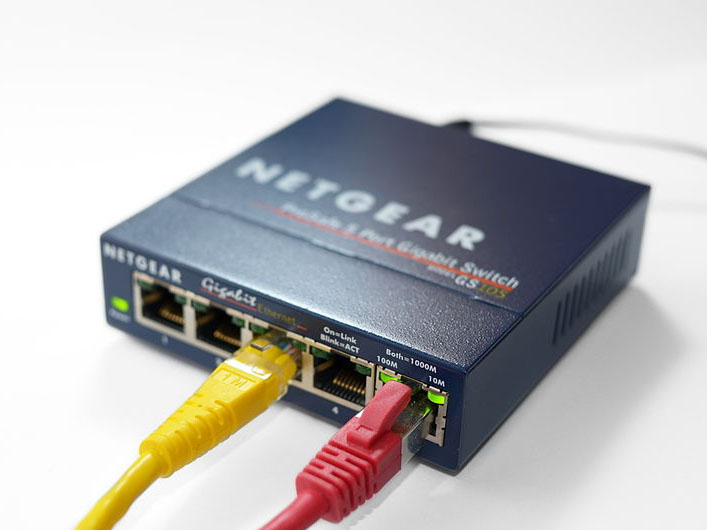 NETGEAR
ProSafe 5 Port Gigabit Switch
GS105
NETGEAR
Gigabit
Ethernet
On=Link
Blink=ACT
Both=1000M
100M
10M
1
4